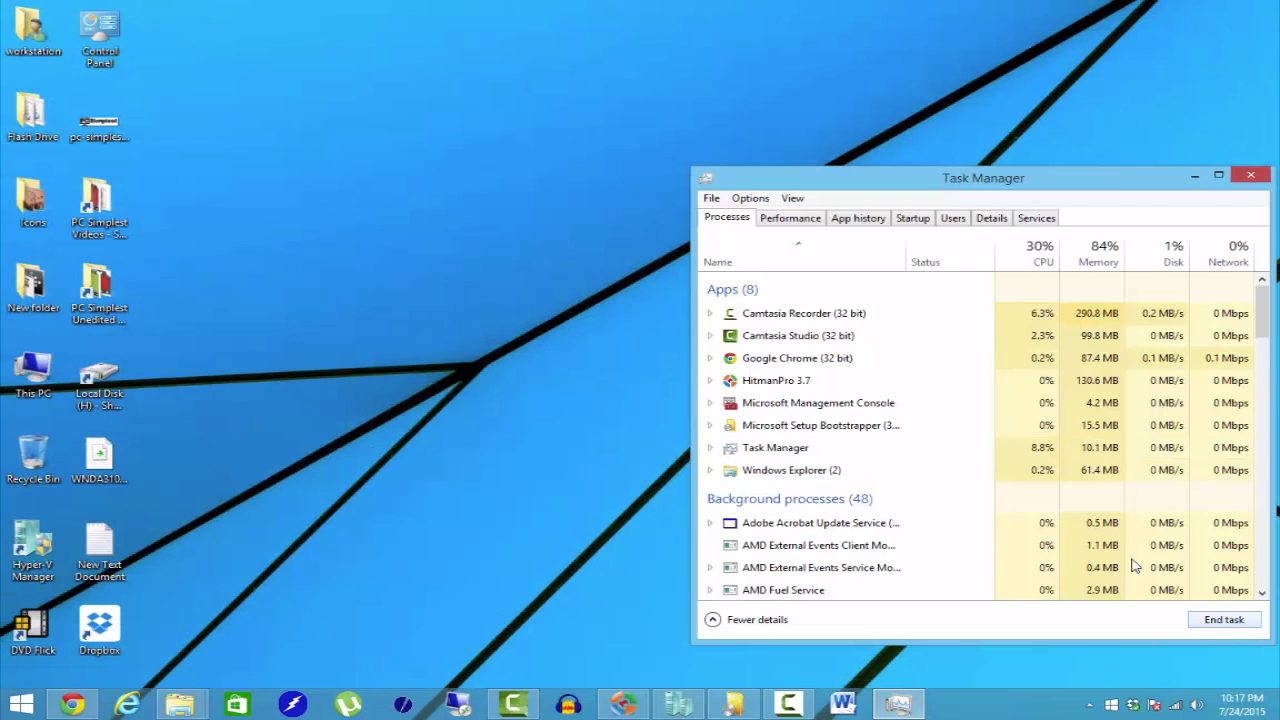 workstation
Control
Panel
Flash Drive
pc-simples...
Icons
PC Simplest
Videos - S...
New folder
PC Simplest
Unedited ...
This PC
Local Disk
(H) - Sh...
Recycle Bin
WNDA310...
Hyper-V
Manager
New Text
Document
DVD Flick
Dropbox
Task Manager
File Options View
Processes Performance App history Startup Users Details Services
30% 84% 1% 0%
Name Status CPU Memory Disk Network
Apps (8)
Camtasia Recorder (32 bit) 6.3% 290.8 MB 0.2 MB/s 0 Mbps
Camtasia Studio (32 bit) 2.3% 99.8 MB 0 MB/s 0 Mbps
Google Chrome (32 bit) 0.2% 87.4 MB 0.1 MB/s 0.1 Mbps
HitmanPro 3.7 0% 130.6 MB 0 MB/s 0 Mbps
Microsoft Management Console 0% 4.2 MB 0 MB/s 0 Mbps
Microsoft Setup Bootstrapper (3... 0% 15.5 MB 0 MB/s 0 Mbps
Task Manager 8.8% 10.1 MB 0 MB/s 0 Mbps
Windows Explorer (2) 0.2% 61.4 MB 0 MB/s 0 Mbps
Background processes (48)
Adobe Acrobat Update Service (... 0% 0.5 MB 0 MB/s 0 Mbps
AMD External Events Client Mo... 0% 1.1 MB 0 MB/s 0 Mbps
AMD External Events Service Mo... 0% 0.4 MB 0 MB/s 0 Mbps
AMD Fuel Service 0% 2.9 MB 0 MB/s 0 Mbps
Fewer details End task
10:17 PM
7/24/2015